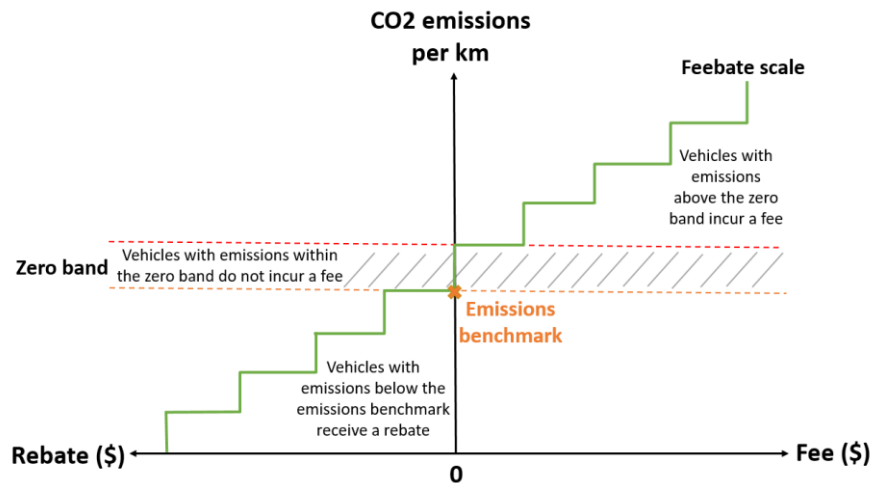 CO2 emissions
per km
Feebate scale
Vehicles with
emissions
above the zero
band incur a fee
Zero band
Vehicles with emissions within
the zero band do not incur a fee
Emissions
benchmark
Vehicles with
emissions below the
emissions benchmark
receive a rebate
Rebate ($)
0
Fee ($)